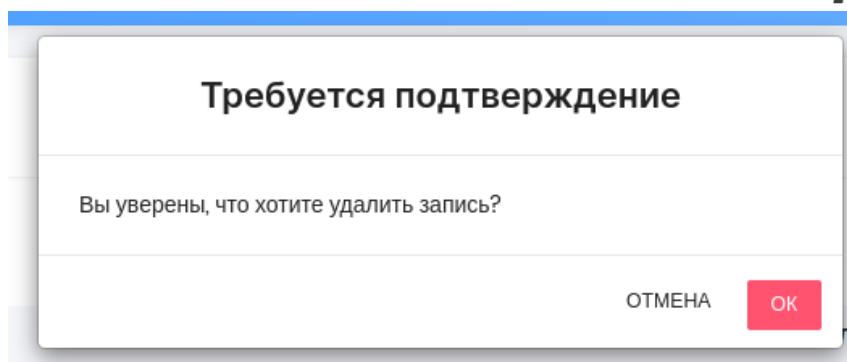 Требуется подтверждение
Вы уверены, что хотите удалить запись?
ОТМЕНА
ОК